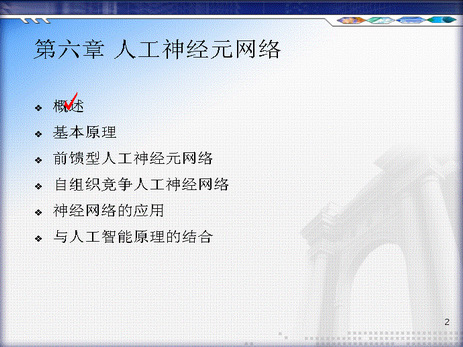 第六章 人工神经元网络
概述
基本原理
前馈型人工神经元网络
自组织竞争人工神经网络
神经网络的应用
与人工智能原理的结合
2